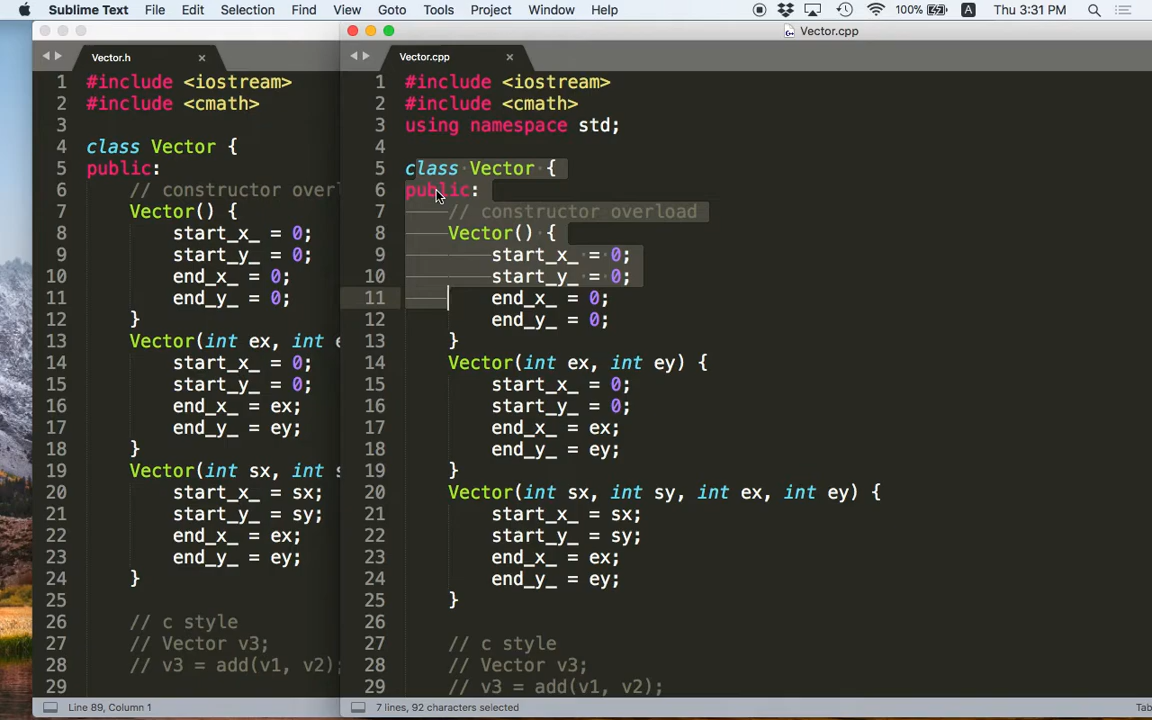 Sublime Text File Edit Selection Find View Goto Tools Project Window Help 100% A Thu 3:31 PM
Vector.cpp
Vector.h
1 #include <iostream>
2 #include <cmath>
3
4 class Vector {
5 public:
6 // constructor over
7 Vector() {
8 start_x_ = 0;
9 start_y_ = 0;
10 end_x_ = 0;
11 end_y_ = 0;
12 }
13 Vector(int ex, int e
14 start_x_ = 0;
15 start_y_ = 0;
16 end_x_ = ex;
17 end_y_ = ey;
18 }
19 Vector(int sx, int s
20 start_x_ = sx;
21 start_y_ = sy;
22 end_x_ = ex;
23 end_y_ = ey;
24 }
25
26 // c style
27 // Vector v3;
28 // v3 = add(v1, v2);
29
Line 89, Column 1
Vector.cpp
1 #include <iostream>
2 #include <cmath>
3 using namespace std;
4
5 class Vector {
6 public:
7 // constructor overload
8 Vector() {
9 start_x_ = 0;
10 start_y_ = 0;
11 end_x_ = 0;
12 end_y_ = 0;
13 }
14 Vector(int ex, int ey) {
15 start_x_ = 0;
16 start_y_ = 0;
17 end_x_ = ex;
18 end_y_ = ey;
19 }
20 Vector(int sx, int sy, int ex, int ey) {
21 start_x_ = sx;
22 start_y_ = sy;
23 end_x_ = ex;
24 end_y_ = ey;
25 }
26
27 // c style
28 // Vector v3;
29 // v3 = add(v1, v2);
7 lines, 92 characters selected
Tab